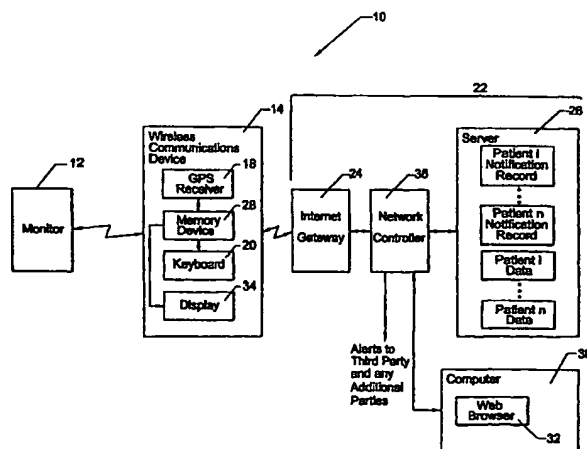 10
22
14
26
Wireless
Communications
Device
Server
12
18
GPS
Receiver
24
36
Patient I
Notification
Record
28
Monitor
Memory
Device
Internet
Gateway
Network
Controller
Patient n
Notification
Record
20
Keyboard
Patient I
Data
34
Display
Patient n
Data
Alerts to
Third Party
and any
Additional
Parties
Computer
Web
Browser
32